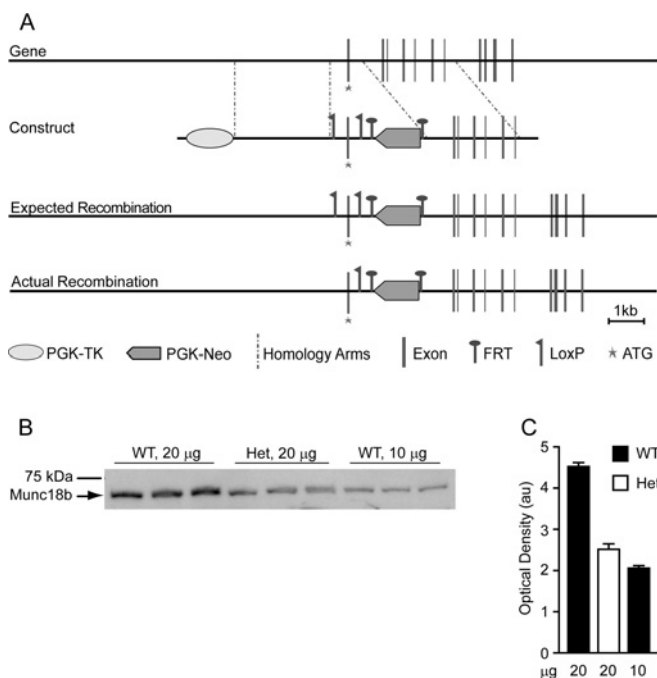 A
Gene
Construct
Expected Recombination
Actual Recombination
1kb
PGK-TK PGK-Neo Homology Arms Exon FRT LoxP ATG
B
WT, 20 μg Het, 20 μg WT, 10 μg
75 kDa
Munc18b
C
WT
Het
Optical Density (au)
5
4
3
2
1
0
μg 20 20 10